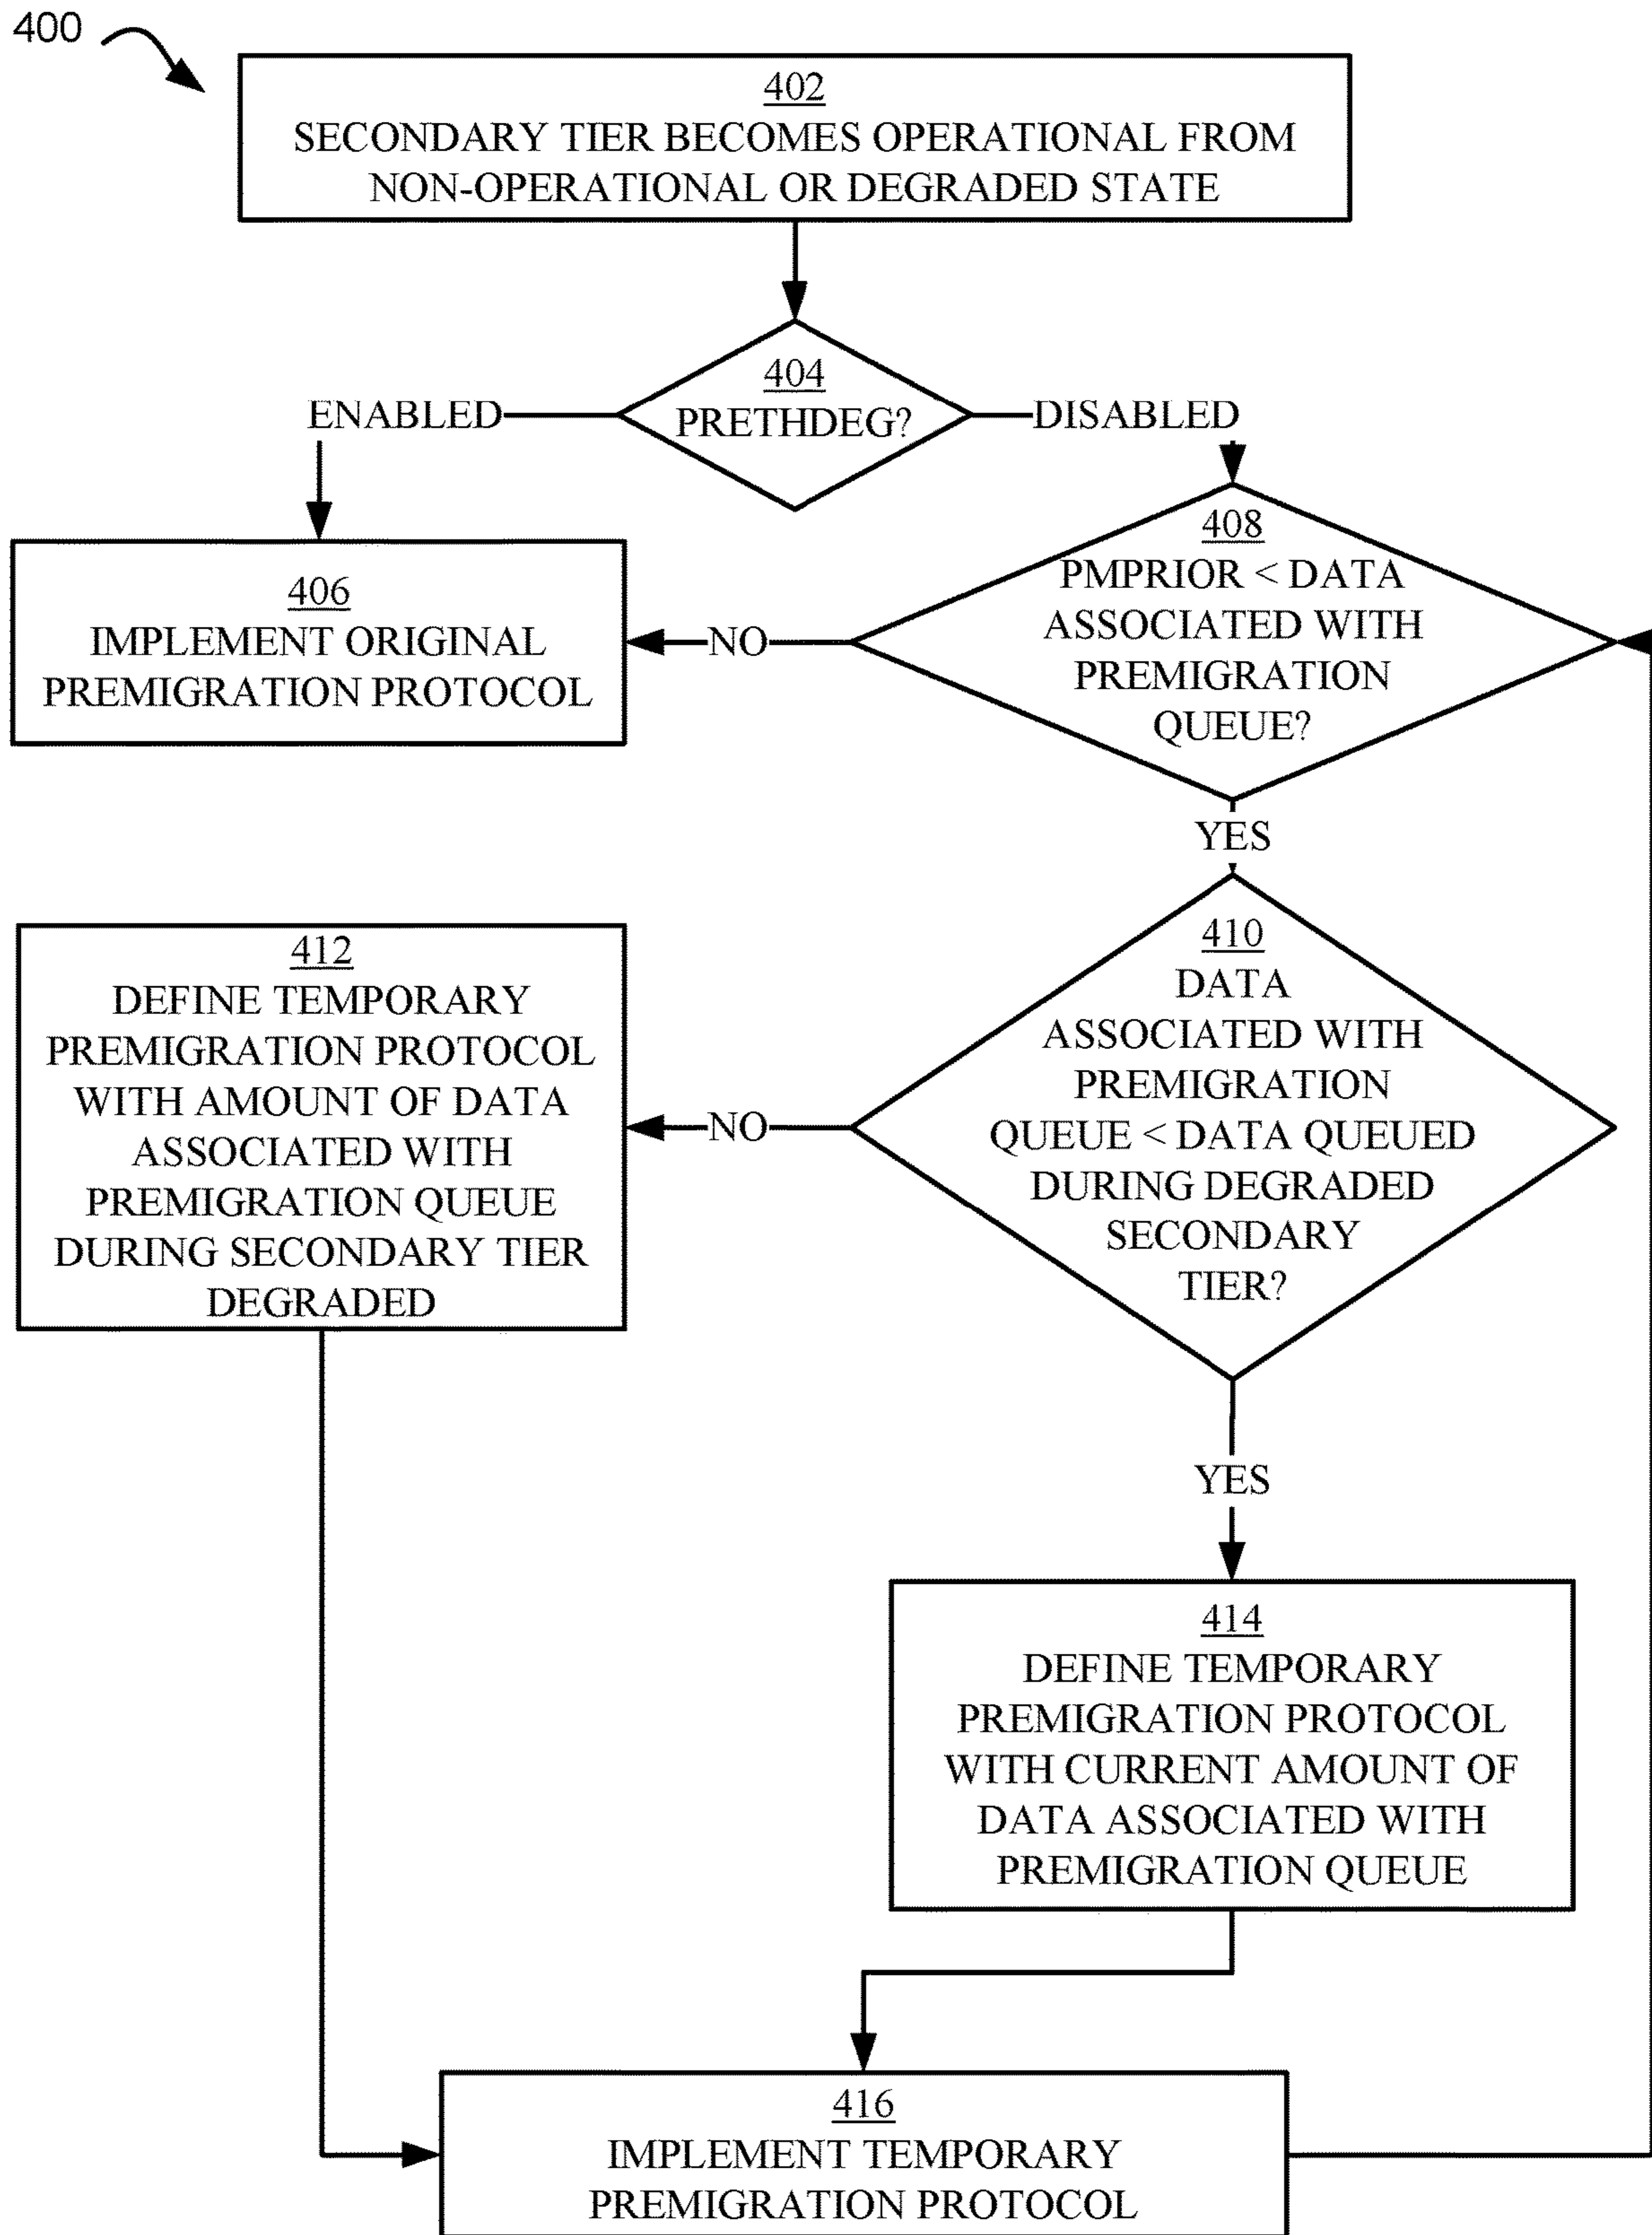 400
402
SECONDARY TIER BECOMES OPERATIONAL FROM
NON-OPERATIONAL OR DEGRADED STATE
404
PRETHDEG?
ENABLED
DISABLED
406
IMPLEMENT ORIGINAL
PREMIGRATION PROTOCOL
408
PMPRIOR < DATA
ASSOCIATED WITH
PREMIGRATION
QUEUE?
NO
YES
410
DATA
ASSOCIATED WITH
PREMIGRATION
QUEUE < DATA QUEUED
DURING DEGRADED
SECONDARY
TIER?
NO
412
DEFINE TEMPORARY
PREMIGRATION PROTOCOL
WITH AMOUNT OF DATA
ASSOCIATED WITH
PREMIGRATION QUEUE
DURING SECONDARY TIER
DEGRADED
YES
414
DEFINE TEMPORARY
PREMIGRATION PROTOCOL
WITH CURRENT AMOUNT OF
DATA ASSOCIATED WITH
PREMIGRATION QUEUE
416
IMPLEMENT TEMPORARY
PREMIGRATION PROTOCOL